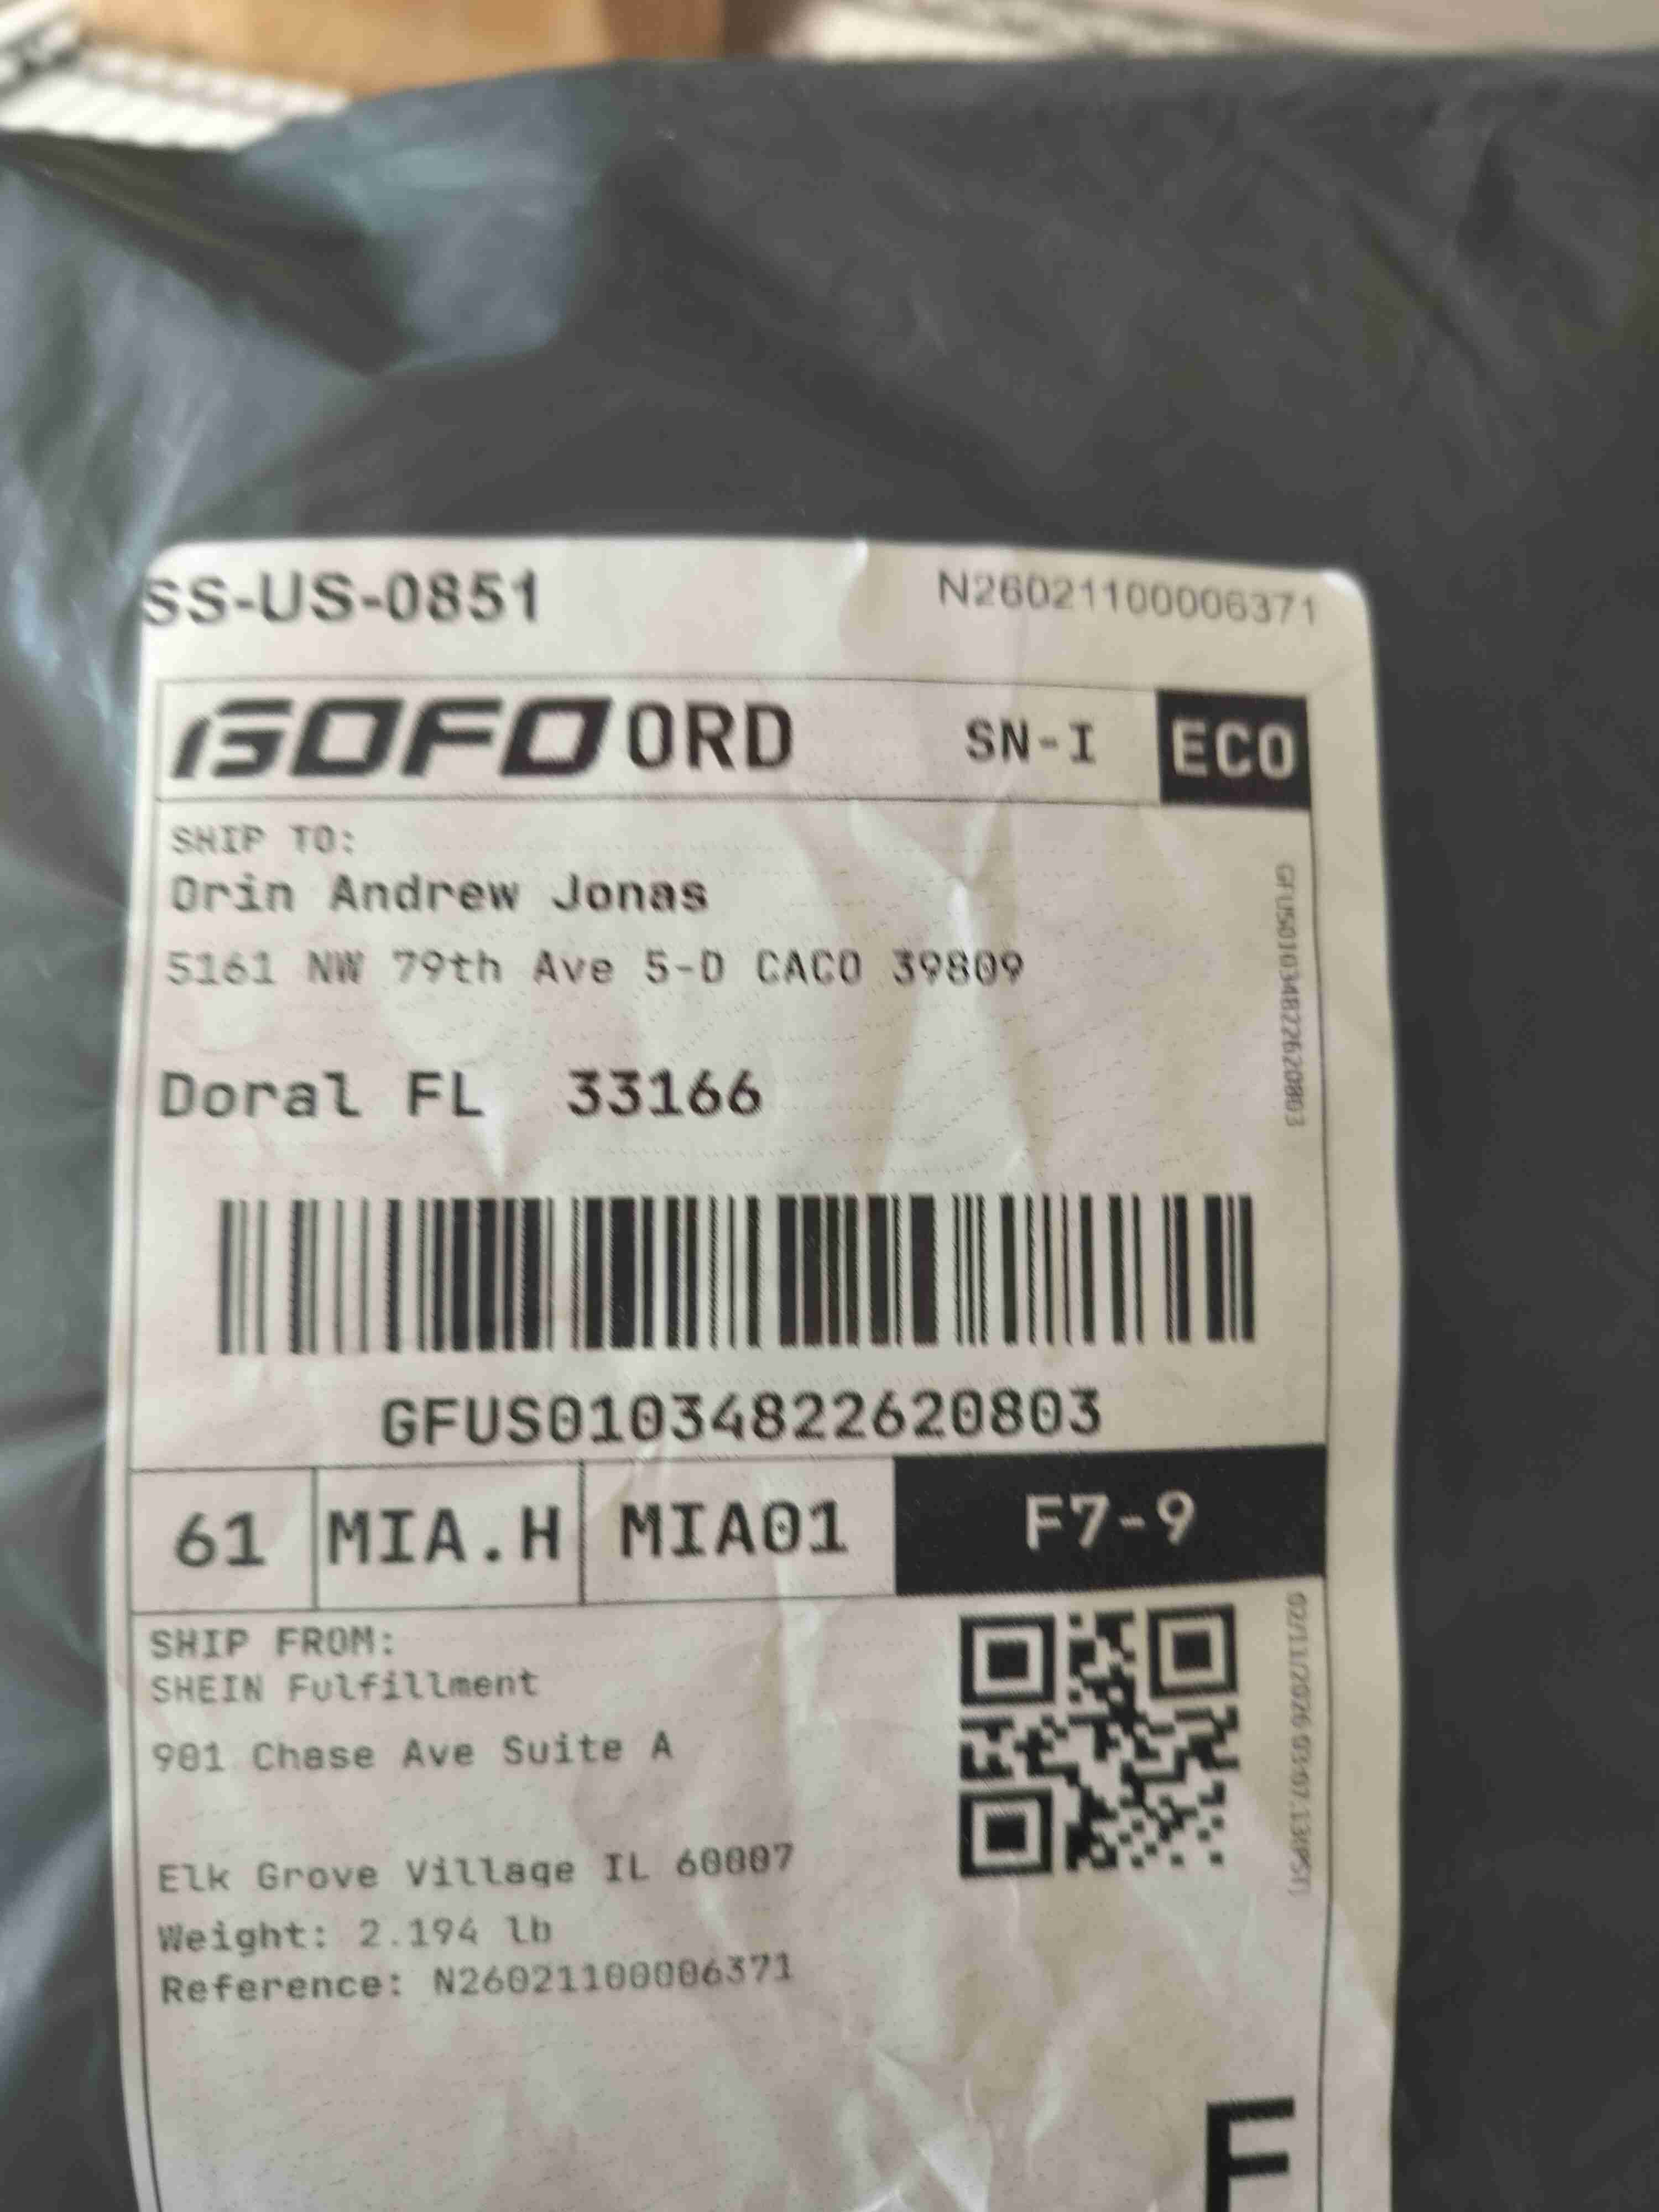 SS-US-0851 N26021100006371
GOFO ORD SN-I ECO
SHIP TO:
Orin Andrew Jonas
5161 NW 79th Ave 5-D CACO 39809
Doral FL 33166
GFUS01034822620803
GFUS01034822620803
61 MIA.H MIA01 F7-9
SHIP FROM:
SHEIN Fulfillment
901 Chase Ave Suite A
Elk Grove Village IL 60007
Weight: 2.194 lb
Reference: N26021100006371
F